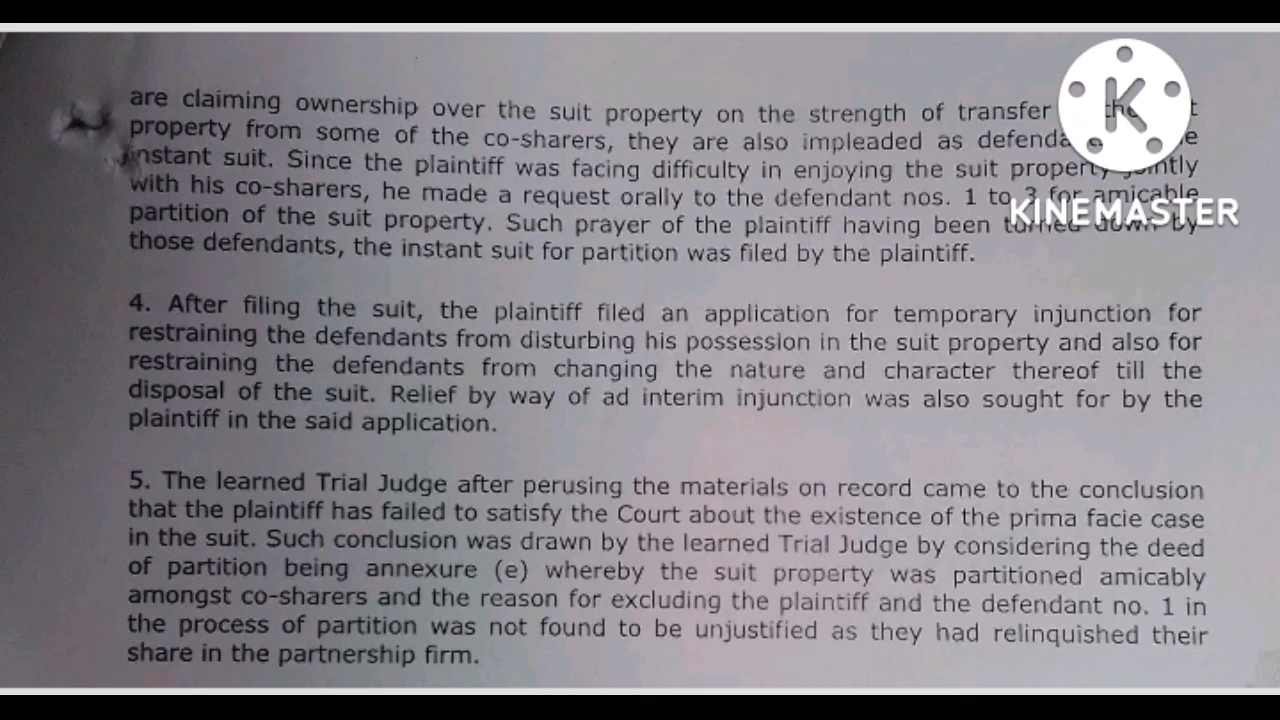 are claiming ownership over the suit property on the strength of transfer
property from some of the co-sharers, they are also impleaded as
instant suit. Since the plaintiff was facing difficulty in enjoying the suit property
with his co-sharers, he made a request orally to the defendant nos. 1 to 3 for amicable
partition of the suit property. Such prayer of the plaintiff having been turned down by
those defendants, the instant suit for partition was filed by the plaintiff.
4. After filing the suit, the plaintiff filed an application for temporary injunction for
restraining the defendants from disturbing his possession in the suit property and also for
restraining the defendants from changing the nature and character thereof till the
disposal of the suit. Relief by way of ad interim injunction was also sought for by the
plaintiff in the said application.
5. The learned Trial Judge after perusing the materials on record came to the conclusion
that the plaintiff has failed to satisfy the Court about the existence of the prima facie case
in the suit. Such conclusion was drawn by the learned Trial Judge by considering the deed
of partition being annexure (e) whereby the suit property was partitioned amicably
amongst co-sharers and the reason for excluding the plaintiff and the defendant no. 1 in
the process of partition was not found to be unjustified as they had relinquished their
share in the partnership firm.
K
KINEMASTER